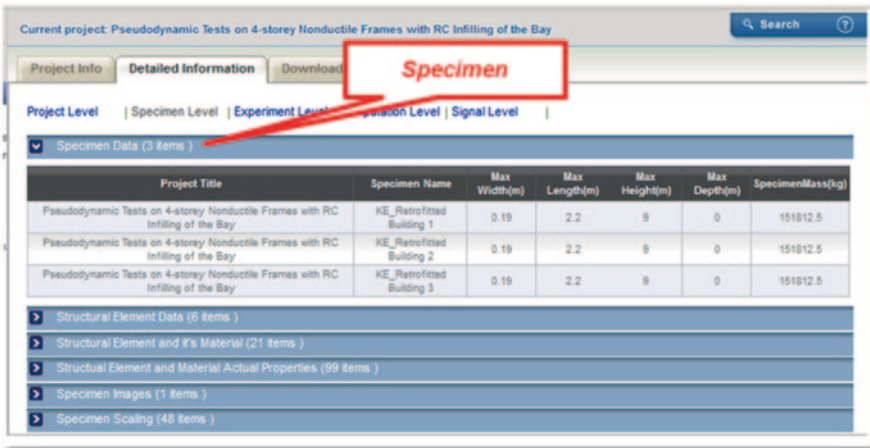 Current project: Pseudodynamic Tests on 4-storey Nonductile Frames with RC Infilling of the Bay
Search ?
Project Info Detailed Information Download
Specimen
Project Level | Specimen Level | Experiment Level Level | Signal Level |
Specimen Data (3 items )
Project Title Specimen Name Max Width(m) Max Length(m) Max Height(m) Max Depth(m) SpecimenMass(kg)
Pseudodynamic Tests on 4-storey Nonductile Frames with RC Infilling of the Bay KE_Retrofitted Building 1 0.19 2.2 9 0 151812.5
Pseudodynamic Tests on 4-storey Nonductile Frames with RC Infilling of the Bay KE_Retrofitted Building 2 0.19 2.2 9 0 151812.5
Pseudodynamic Tests on 4-storey Nonductile Frames with RC Infilling of the Bay KE_Retrofitted Building 3 0.19 2.2 9 0 151812.5
Structural Element Data (6 items )
Structural Element and it's Material (21 items )
Structual Element and Material Actual Properties (99 items )
Specimen Images (1 items )
Specimen Scaling (48 items )